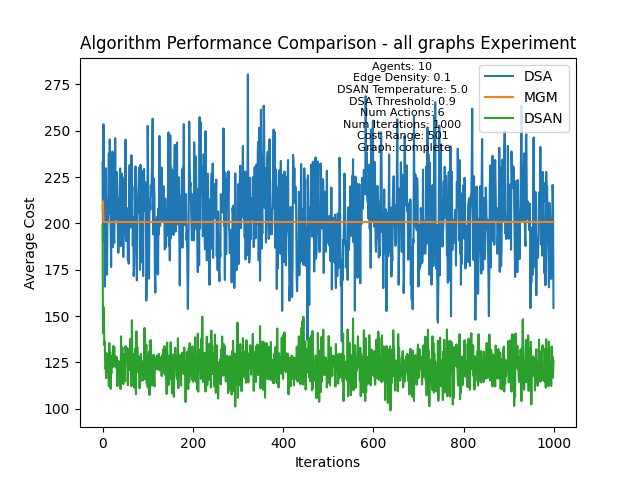 Algorithm Performance Comparison - all graphs Experiment
Agents: 10
Edge Density: 0.1
DSAN Temperature: 5.0
DSA Threshold: 0.9
Num Actions: 6
Num Iterations: 1000
Cost Range: 501
Graph: complete
DSA
MGM
DSAN
Average Cost
275
250
225
200
175
150
125
100
0
200
400
600
800
1000
Iterations